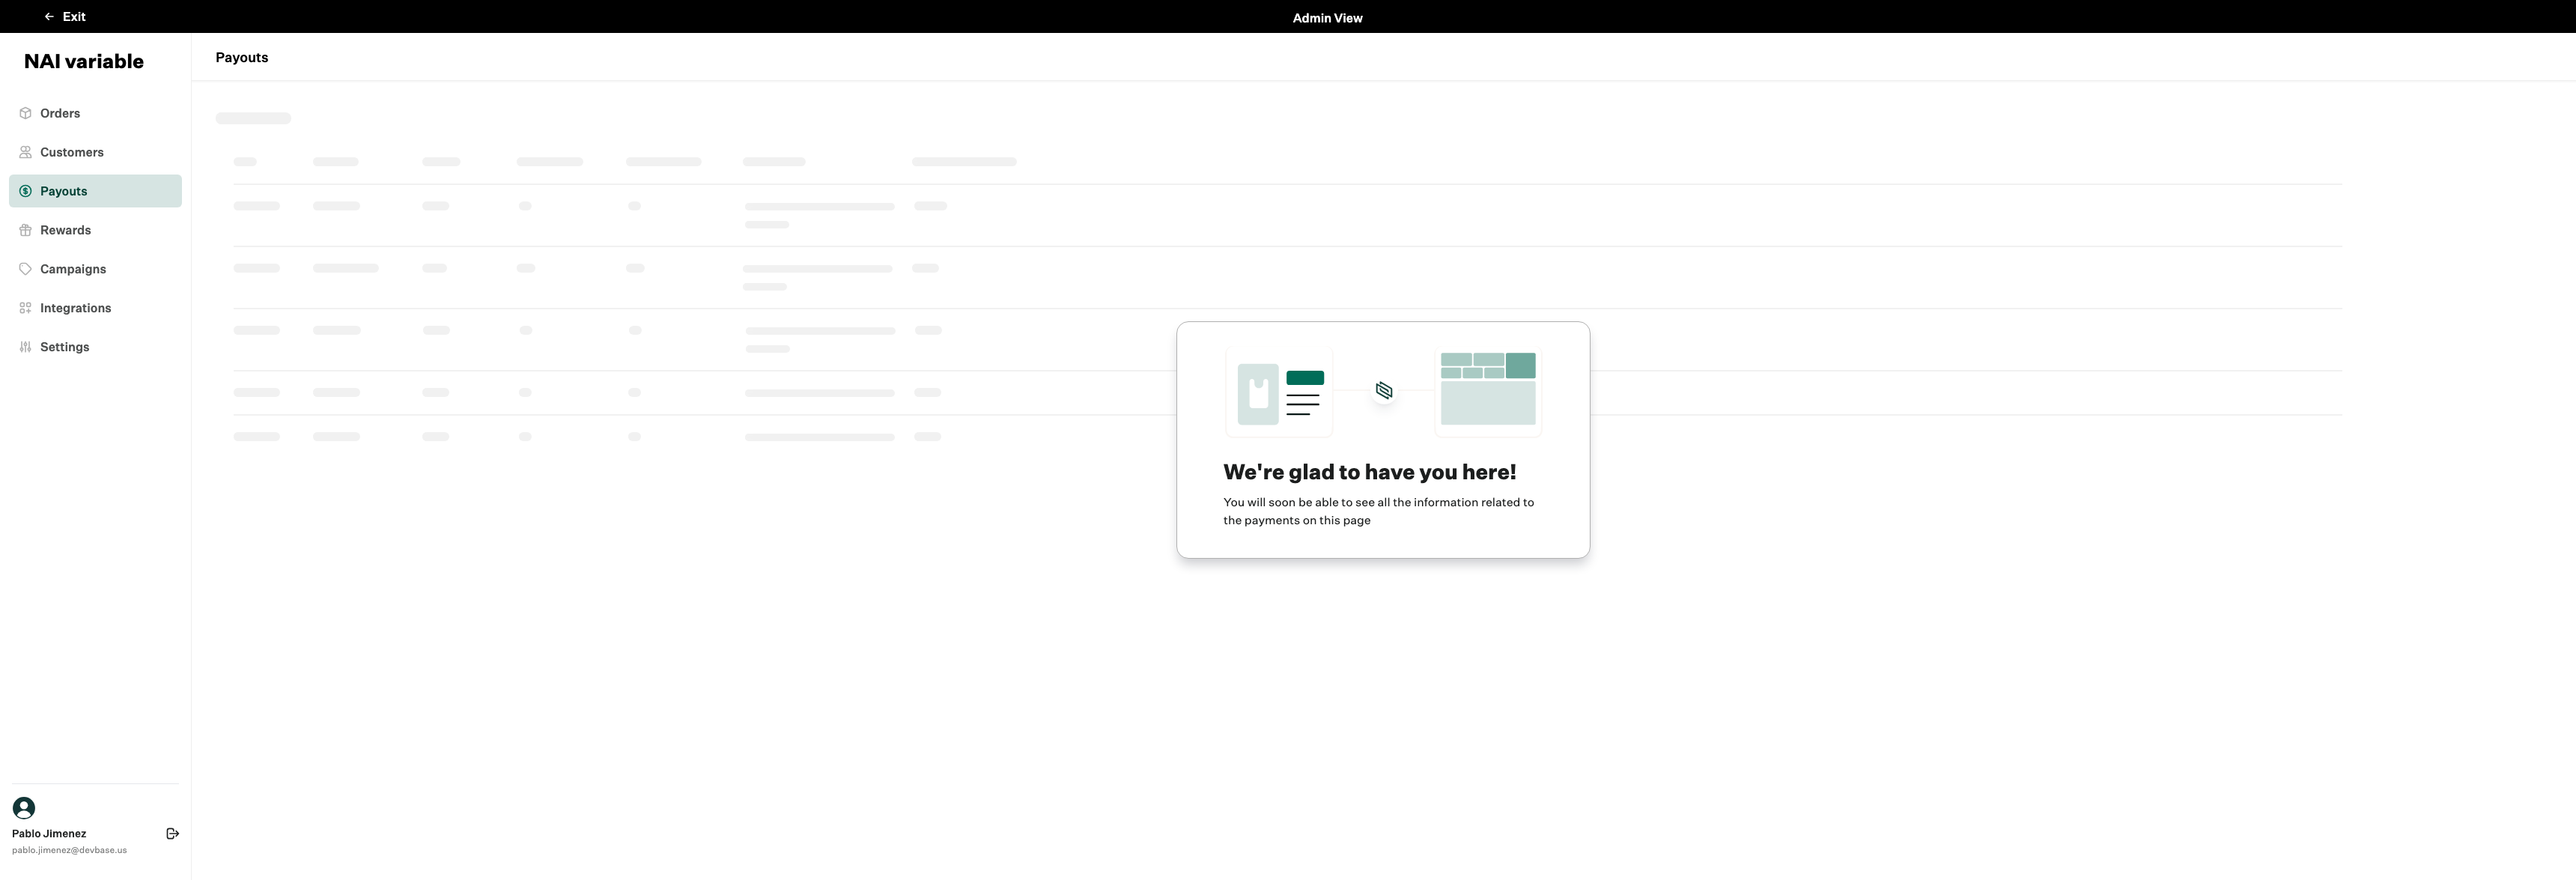 Exit
Admin View
NAI variable
Payouts
Orders
Customers
Payouts
Rewards
Campaigns
Integrations
Settings
We're glad to have you here!
You will soon be able to see all the information related to
the payments on this page
Pablo Jimenez
pablo.jimenez@devbase.us